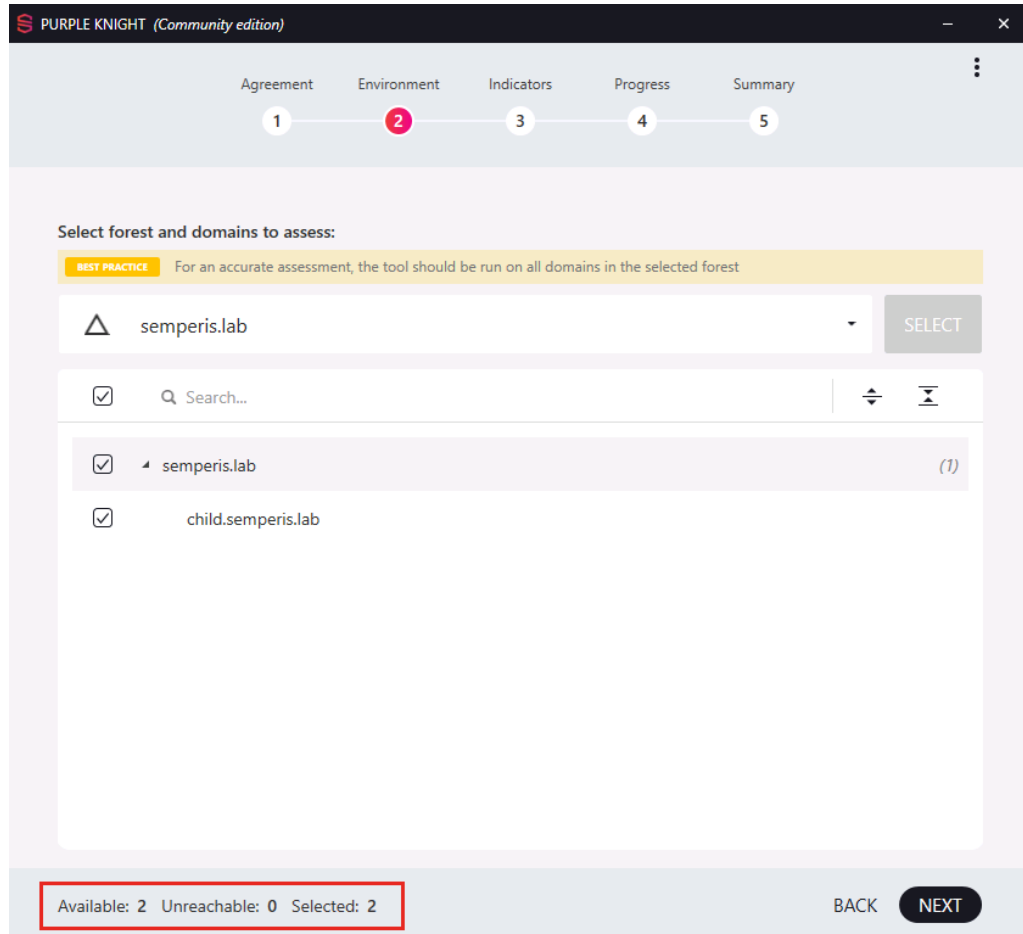 PURPLE KNIGHT (Community edition)
Agreement Environment Indicators Progress Summary
1 2 3 4 5
Select forest and domains to assess:
BEST PRACTICE For an accurate assessment, the tool should be run on all domains in the selected forest
semperis.lab SELECT
Search...
semperis.lab (1)
child.semperis.lab
Available: 2 Unreachable: 0 Selected: 2 BACK NEXT